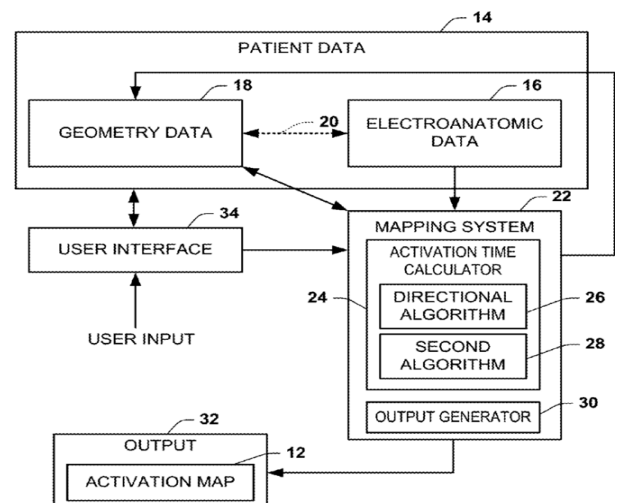 14
PATIENT DATA
18
16
GEOMETRY DATA
20
ELECTROANATOMIC
DATA
34
22
USER INTERFACE
MAPPING SYSTEM
ACTIVATION TIME
CALCULATOR
24
DIRECTIONAL
ALGORITHM
26
USER INPUT
SECOND
ALGORITHM
28
32
OUTPUT GENERATOR
30
OUTPUT
12
ACTIVATION MAP